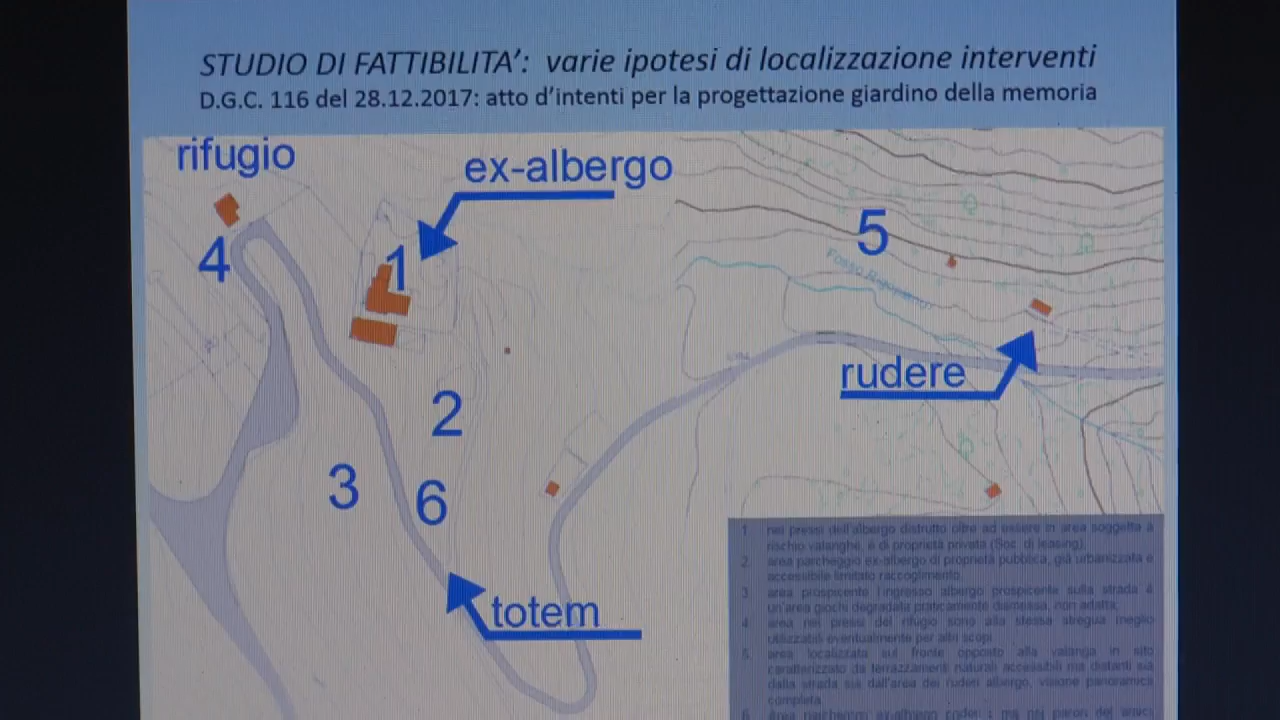 STUDIO DI FATTIBILITA’: varie ipotesi di localizzazione interventi
D.G.C. 116 del 28.12.2017: atto d’intenti per la progettazione giardino della memoria
rifugio
ex-albergo
4
1
5
Fosso
rudere
2
3
6
totem
1. nei pressi dell'albergo distrutto oltre ad essere in area soggetta a
rischio valanghe, è di proprietà privata (Soc. di leasing),
2. area parcheggio ex-albergo di proprietà pubblica, già urbanizzata e
accessibile limitato raccoglimento,
3. area prospicente l'ingresso albergo prospicente sulla strada è
un'area giochi degradata non adatta,
4. area nei pressi del rifugio sono alla stessa stregua meglio
utilizzabili eventualmente per altri scopi
5. area localizzata sul fronte opposto alla valanga in sito
caratterizzato da terrazzamenti naturali accessibili ma distanti sia
dalla strada sia dall'area dei ruderi albergo, visione panoramica
completa
6. ex-albergo